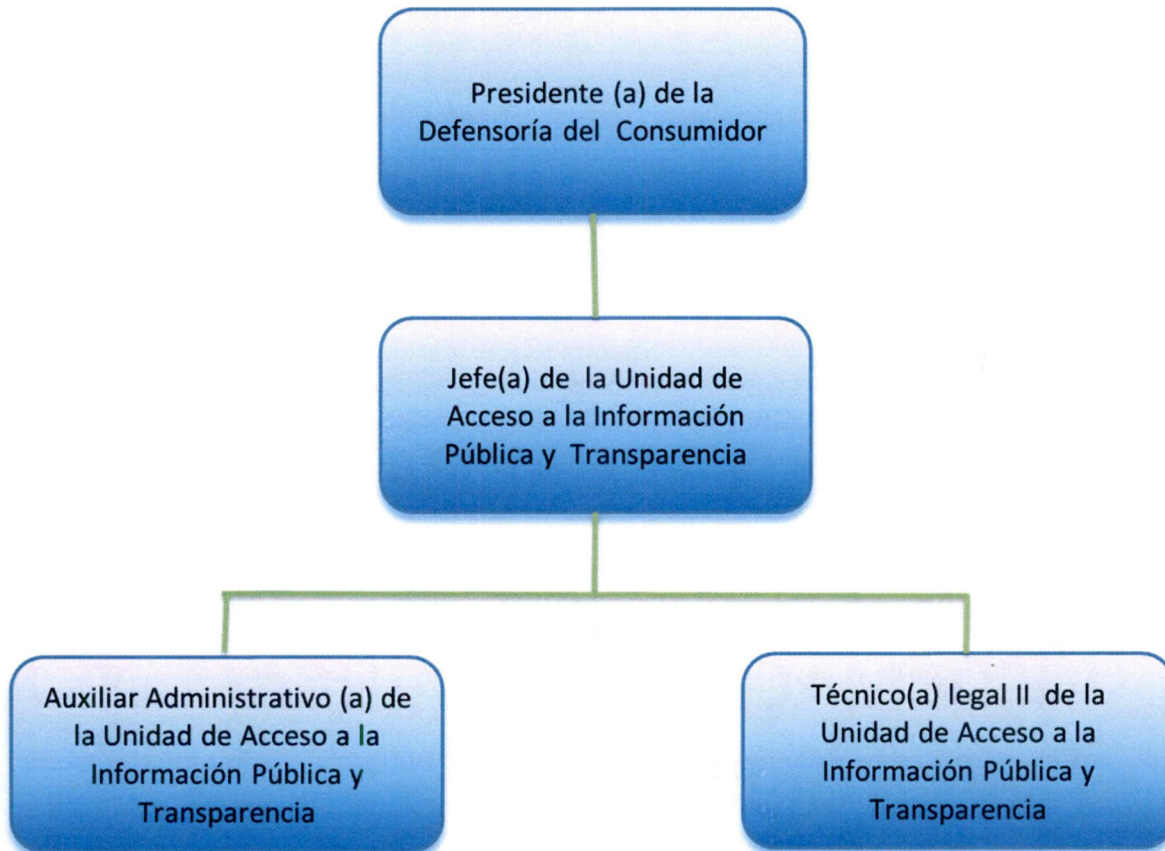 Presidente (a) de la
Defensoría del Consumidor
Jefe(a) de la Unidad de
Acceso a la Información
Pública y Transparencia
Auxiliar Administrativo (a) de
la Unidad de Acceso a la
Información Pública y
Transparencia
Técnico(a) legal II de la
Unidad de Acceso a la
Información Pública y
Transparencia